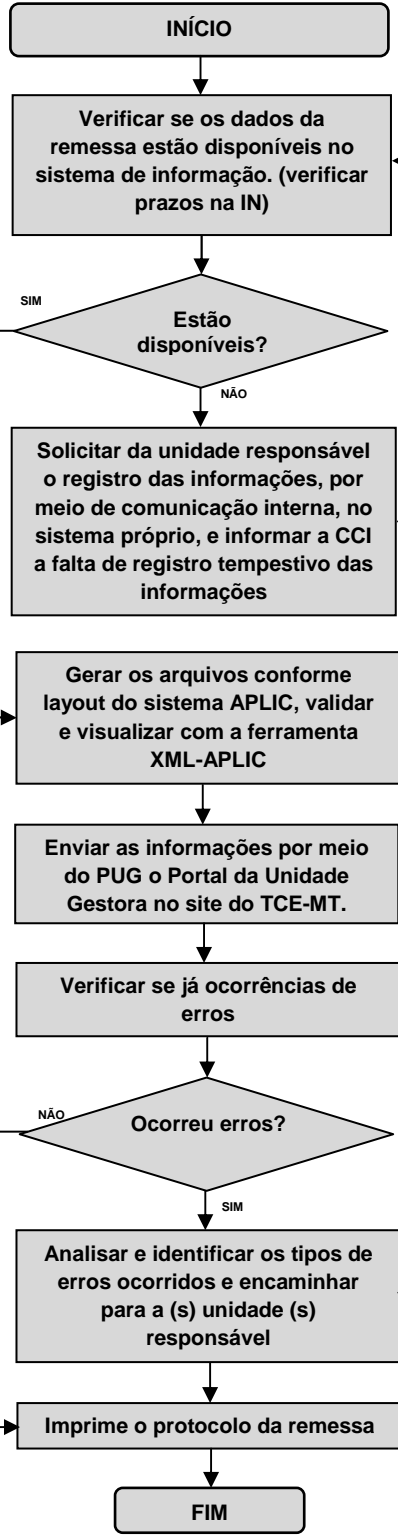 INÍCIO
Verificar se os dados da
remessa estão disponíveis no
sistema de informação. (verificar
prazos na IN)
SIM
Estão
disponíveis?
NÃO
Solicitar da unidade responsável
o registro das informações, por
meio de comunicação interna, no
sistema próprio, e informar a CCI
a falta de registro tempestivo das
informações
Gerar os arquivos conforme
layout do sistema APLIC, validar
e visualizar com a ferramenta
XML-APLIC
Enviar as informações por meio
do PUG o Portal da Unidade
Gestora no site do TCE-MT.
Verificar se já ocorrências de
erros
NÃO
Ocorreu erros?
SIM
Analisar e identificar os tipos de
erros ocorridos e encaminhar
para a (s) unidade (s)
responsável
Imprime o protocolo da remessa
FIM